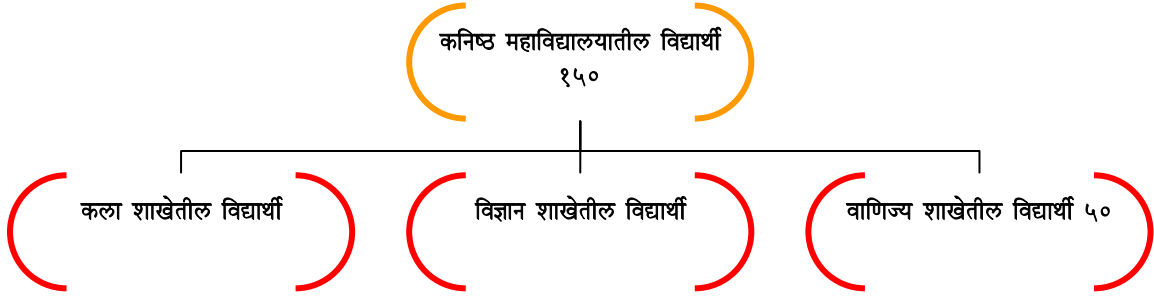 कनिष्ठ महाविद्यालयातील विद्यार्थी
१५०
कला शाखेतील विद्यार्थी
विज्ञान शाखेतील विद्यार्थी
वाणिज्य शाखेतील विद्यार्थी ५०